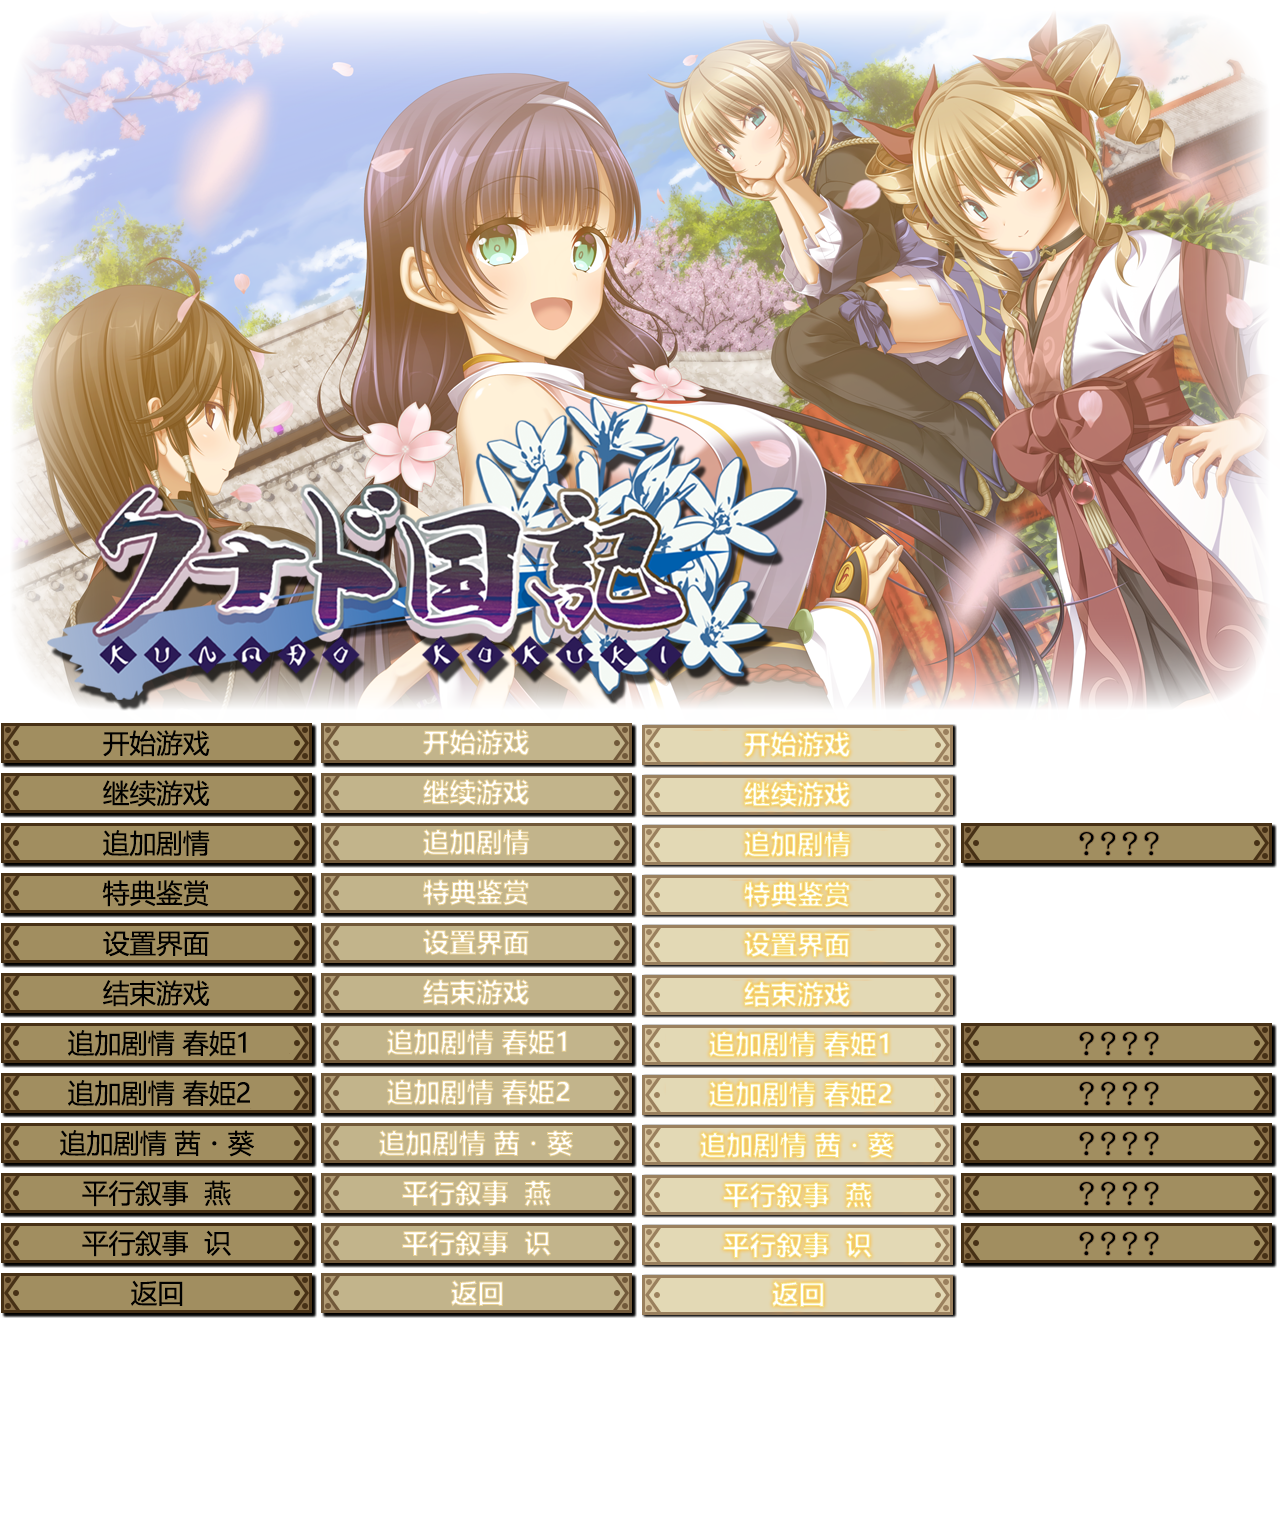 クナド国記
KUNADO KOKUKI
开始游戏 开始游戏 开始游戏
继续游戏 继续游戏 继续游戏
追加剧情 追加剧情 追加剧情 ????
特典鉴赏 特典鉴赏 特典鉴赏
设置界面 设置界面 设置界面
结束游戏 结束游戏 结束游戏
追加剧情 春姫1 追加剧情 春姫1 追加剧情 春姫1 ????
追加剧情 春姫2 追加剧情 春姫2 追加剧情 春姫2 ????
追加剧情 茜·葵 追加剧情 茜·葵 追加剧情 茜·葵 ????
平行叙事 燕 平行叙事 燕 平行叙事 燕 ????
平行叙事 识 平行叙事 识 平行叙事 识 ????
返回 返回 返回